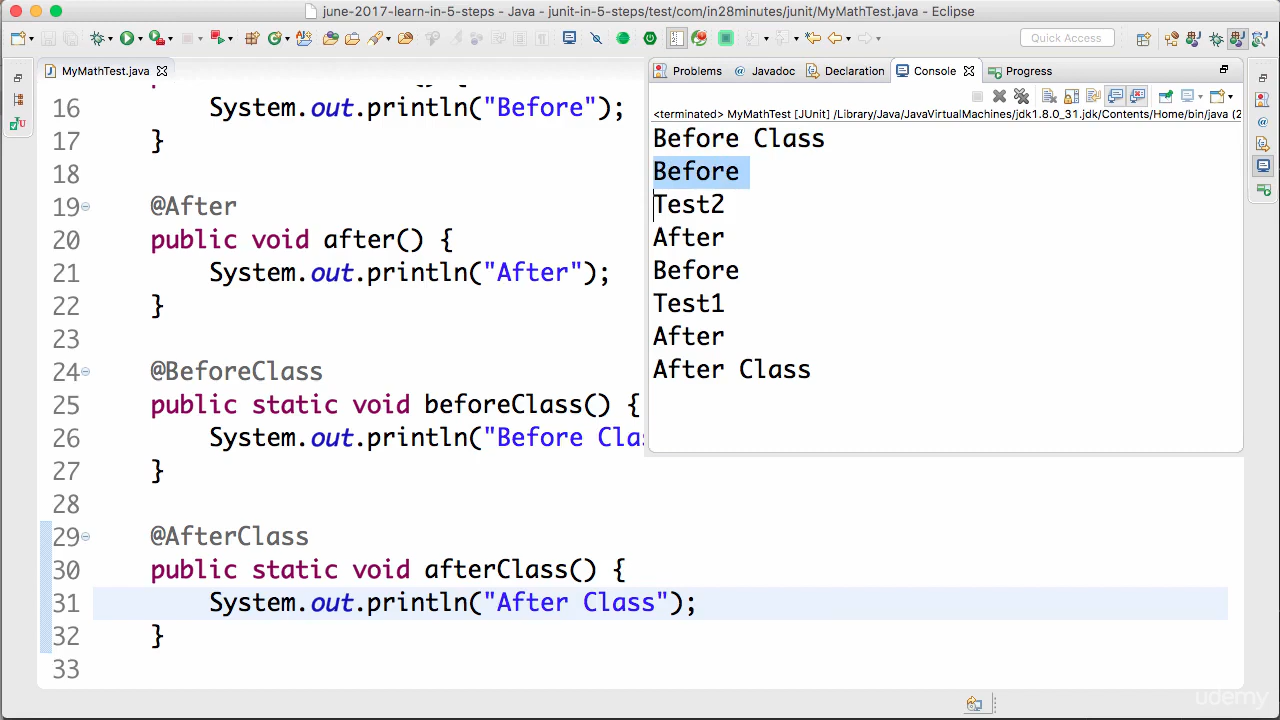 june-2017-learn-in-5-steps - Java - junit-in-5-steps/test/com/in28minutes/junit/MyMathTest.java - Eclipse
Quick Access
MyMathTest.java
16 System.out.println("Before");
17 }
18
19 @After
20 public void after() {
21 System.out.println("After");
22 }
23
24 @BeforeClass
25 public static void beforeClass() {
26 System.out.println("Before Clas
27 }
28
29 @AfterClass
30 public static void afterClass() {
31 System.out.println("After Class");
32 }
33
Problems @ Javadoc Declaration Console Progress
<terminated> MyMathTest [JUnit] /Library/Java/JavaVirtualMachines/jdk1.8.0_31.jdk/Contents/Home/bin/java (2
Before Class
Before
Test2
After
Before
Test1
After
After Class
udemy